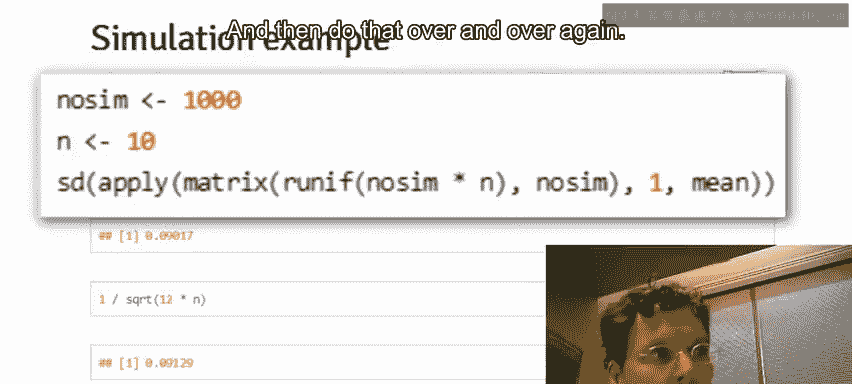 Simulation example
And then do that over and over again.
nosim <- 1000
n <- 10
sd(apply(matrix(runif(nosim * n), nosim), 1, mean))
## [1] 0.09017
1 / sqrt(12 * n)
## [1] 0.09129